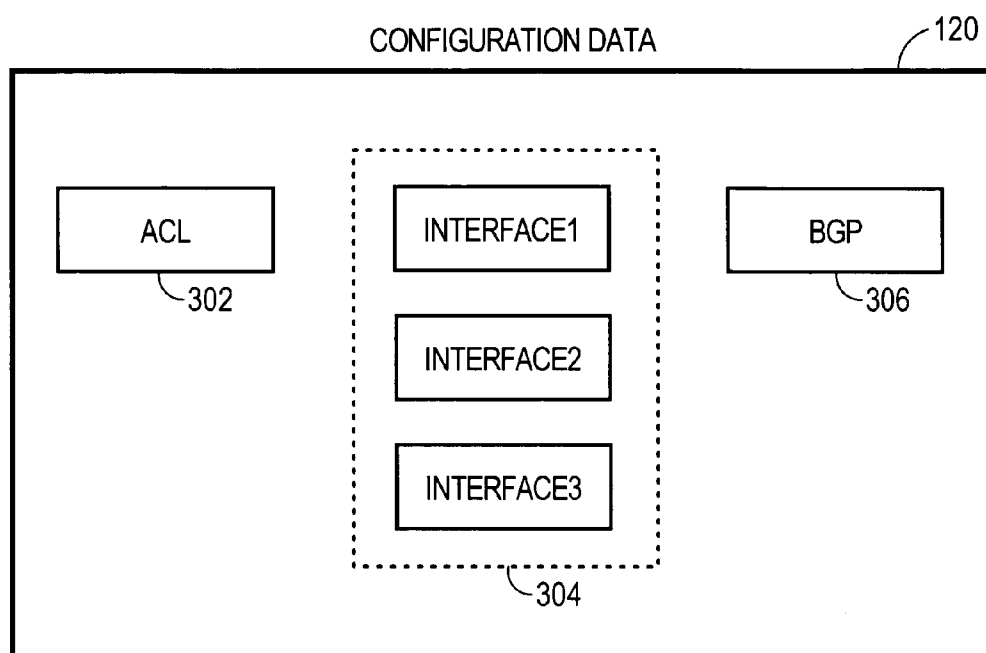 CONFIGURATION DATA
120
ACL
302
INTERFACE1
INTERFACE2
INTERFACE3
304
BGP
306